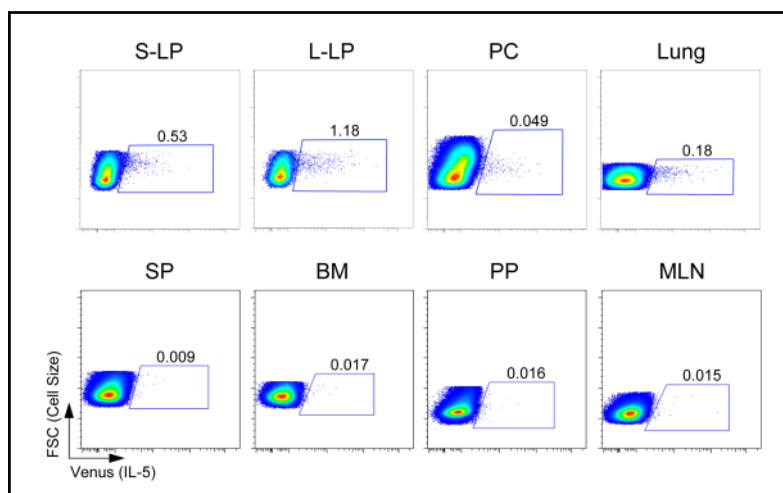 S-LP L-LP PC Lung
0.53 1.18 0.049 0.18
SP BM PP MLN
0.009 0.017 0.016 0.015
FSC (Cell Size)
Venus (IL-5)